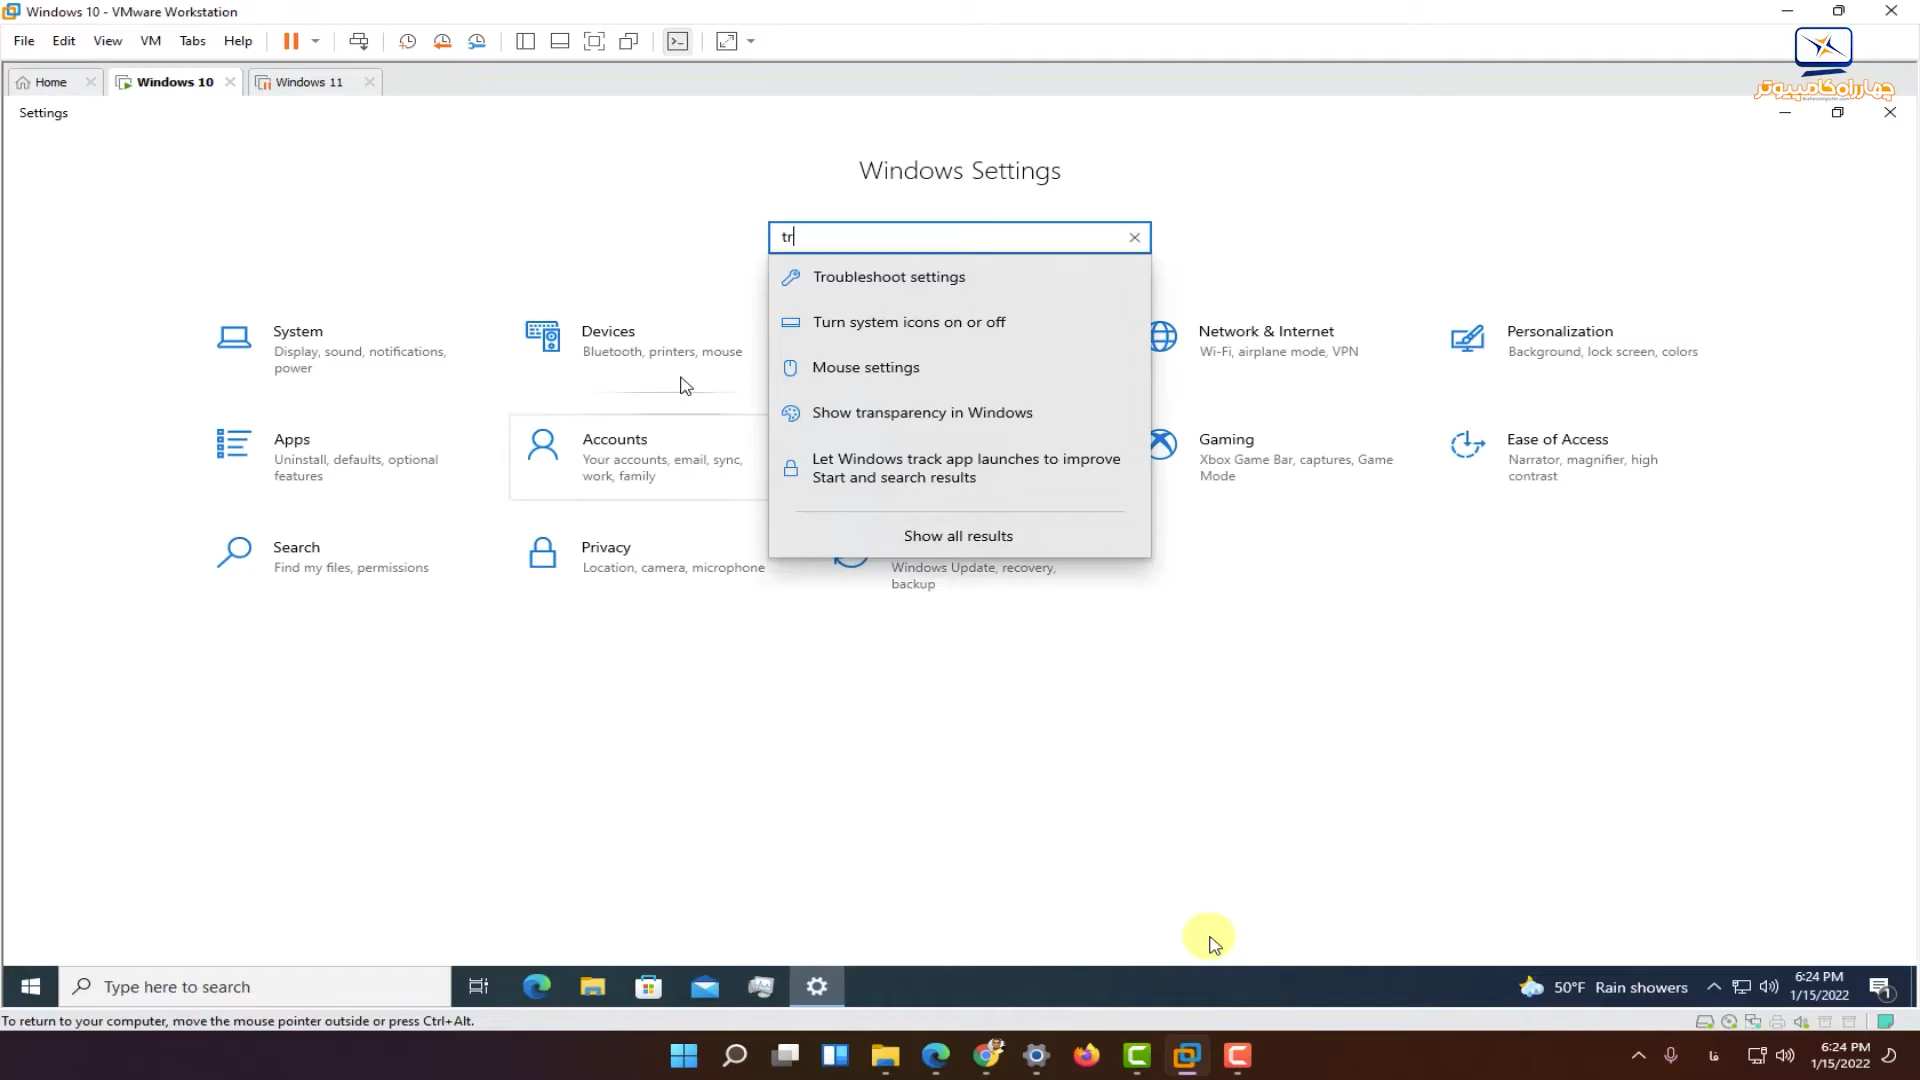 Windows 10 - VMware Workstation
File Edit View VM Tabs Help
Home Windows 10 Windows 11
چهارراه کامپیوتر
Settings
Windows Settings
tr
Troubleshoot settings
Turn system icons on or off
Mouse settings
Show transparency in Windows
Let Windows track app launches to improve
Start and search results
Show all results
System
Display, sound, notifications,
power
Devices
Bluetooth, printers, mouse
Network & Internet
Wi-Fi, airplane mode, VPN
Personalization
Background, lock screen, colors
Apps
Uninstall, defaults, optional
features
Accounts
Your accounts, email, sync,
work, family
Gaming
Xbox Game Bar, captures, Game
Mode
Ease of Access
Narrator, magnifier, high
contrast
Search
Find my files, permissions
Privacy
Location, camera, microphone
Windows Update, recovery,
backup
Type here to search
50°F Rain showers
6:24 PM
1/15/2022
1
To return to your computer, move the mouse pointer outside or press Ctrl+Alt.
فا
6:24 PM
1/15/2022